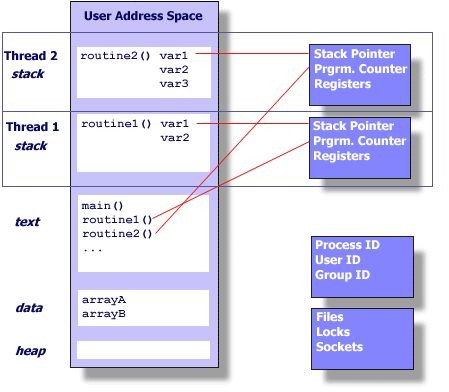 User Address Space
Thread 2
stack
routine2() var1
var2
var3
Stack Pointer
Prgrm. Counter
Registers
Thread 1
stack
routine1() var1
var2
Stack Pointer
Prgrm. Counter
Registers
text
main()
routine1()
routine2()
...
Process ID
User ID
Group ID
data
arrayA
arrayB
Files
Locks
Sockets
heap